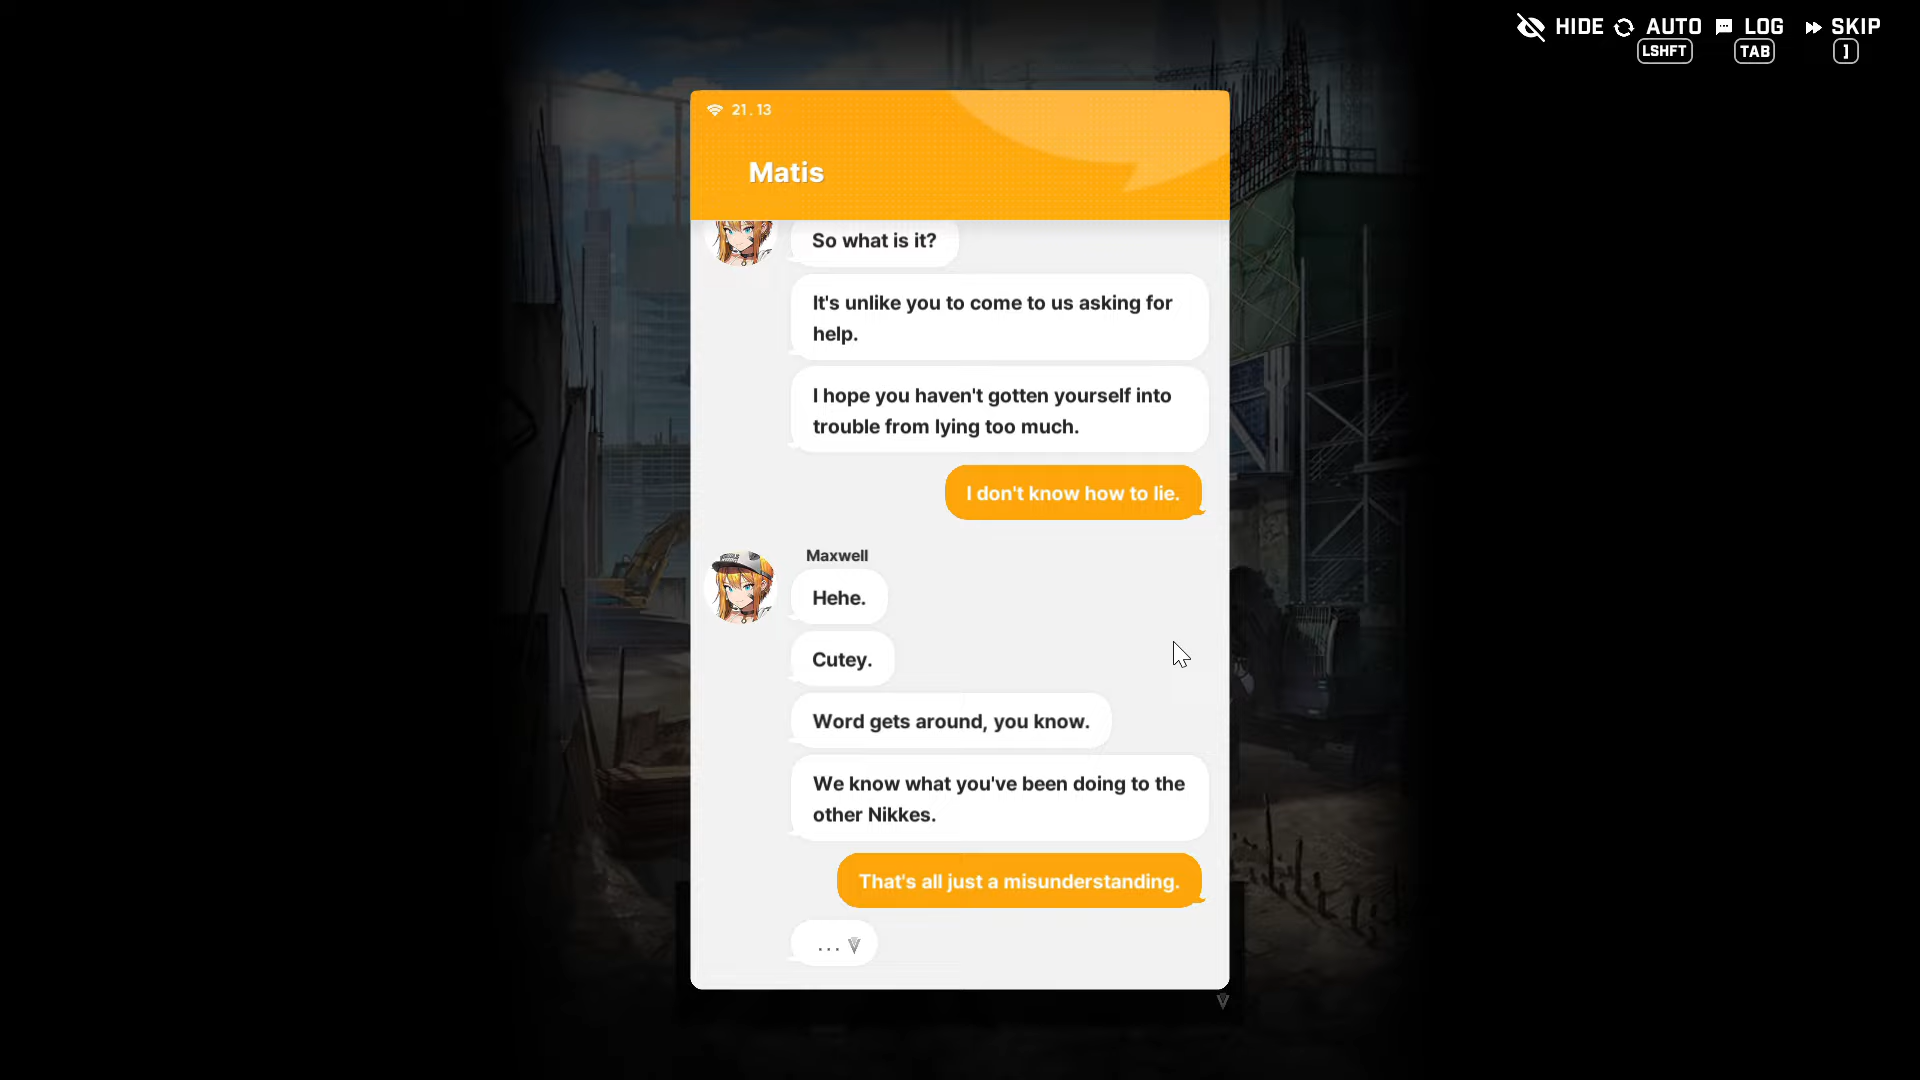 HIDE AUTO LOG SKIP
LSHFT TAB ]
21.13
Matis
So what is it?
It's unlike you to come to us asking for
help.
I hope you haven't gotten yourself into
trouble from lying too much.
I don't know how to lie.
Maxwell
Hehe.
Cutey.
Word gets around, you know.
We know what you've been doing to the
other Nikkes.
That's all just a misunderstanding.
...